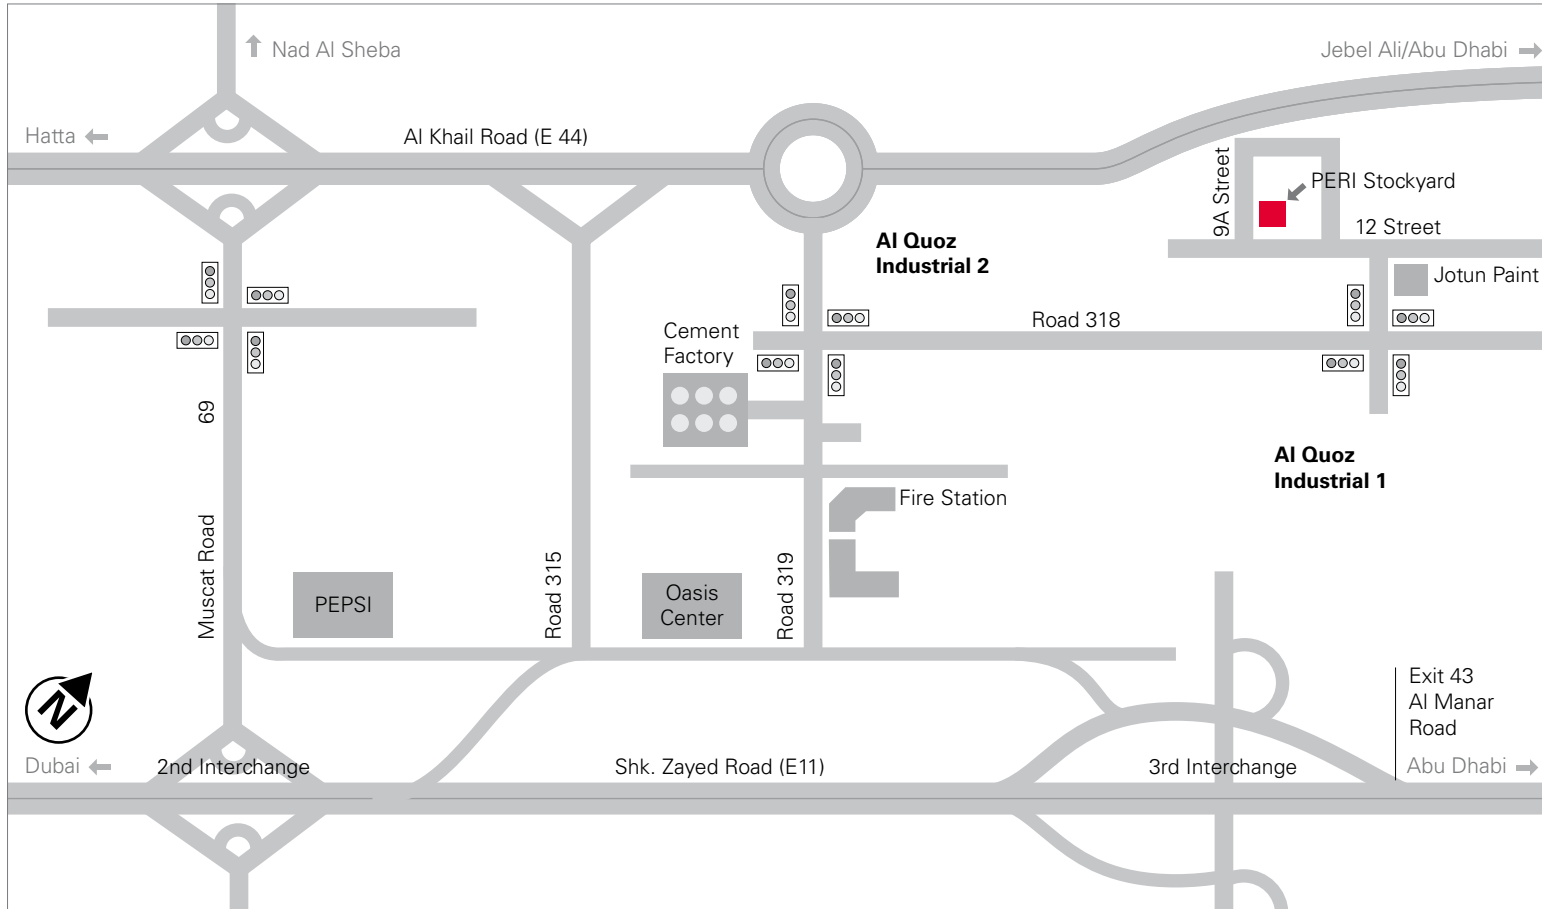 Nad Al Sheba
Jebel Ali/Abu Dhabi
Hatta
Al Khail Road (E 44)
9A Street
PERI Stockyard
12 Street
Al Quoz
Industrial 2
Jotun Paint
Road 318
Cement
Factory
69
Al Quoz
Industrial 1
Fire Station
Muscat Road
PEPSI
Road 315
Oasis
Center
Road 319
N
Exit 43
Al Manar
Road
Dubai
2nd Interchange
Shk. Zayed Road (E11)
3rd Interchange
Abu Dhabi